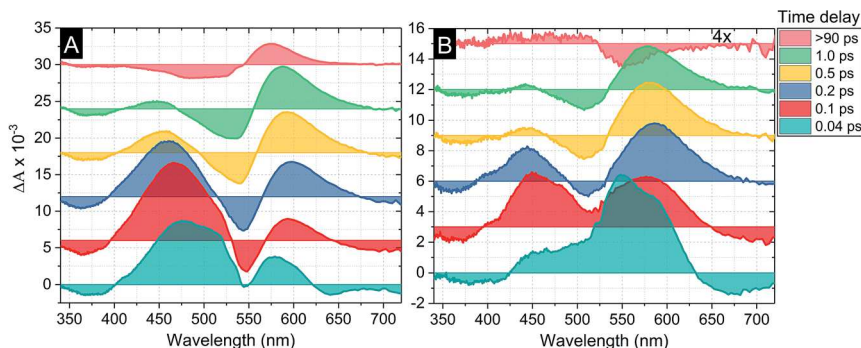 A
B
4x
Time delay
>90 ps
1.0 ps
0.5 ps
0.2 ps
0.1 ps
0.04 ps
ΔA x 10⁻³
35
30
25
20
15
10
5
0
350 400 450 500 550 600 650 700
Wavelength (nm)
16
14
12
10
8
6
4
2
0
-2
350 400 450 500 550 600 650 700
Wavelength (nm)